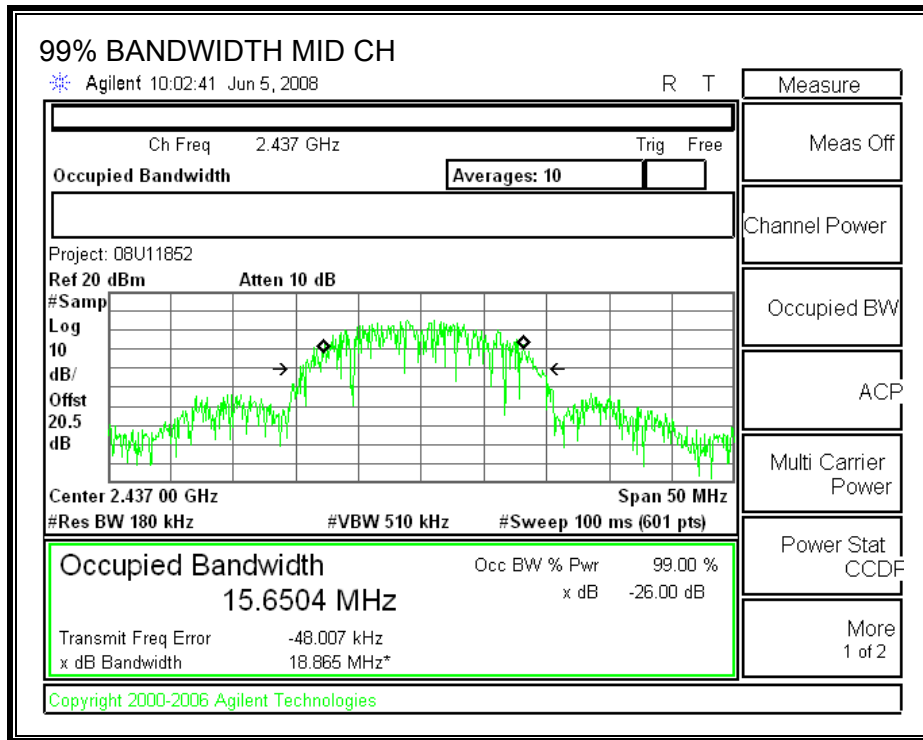 99% BANDWIDTH MID CH
Agilent 10:02:41 Jun 5, 2008 R T
Measure
Ch Freq 2.437 GHz Trig Free
Occupied Bandwidth Averages: 10
Project: 08U11852
Ref 20 dBm Atten 10 dB
#Samp
Log
10
dB/
Offst
20.5
dB
Center 2.437 00 GHz Span 50 MHz
#Res BW 180 kHz #VBW 510 kHz #Sweep 100 ms (601 pts)
Occupied Bandwidth Occ BW % Pwr 99.00 %
15.6504 MHz x dB -26.00 dB
Transmit Freq Error -48.007 kHz
x dB Bandwidth 18.865 MHz*
Copyright 2000-2006 Agilent Technologies
Meas Off
Channel Power
Occupied BW
ACP
Multi Carrier
Power
Power Stat
CCDF
More
1 of 2